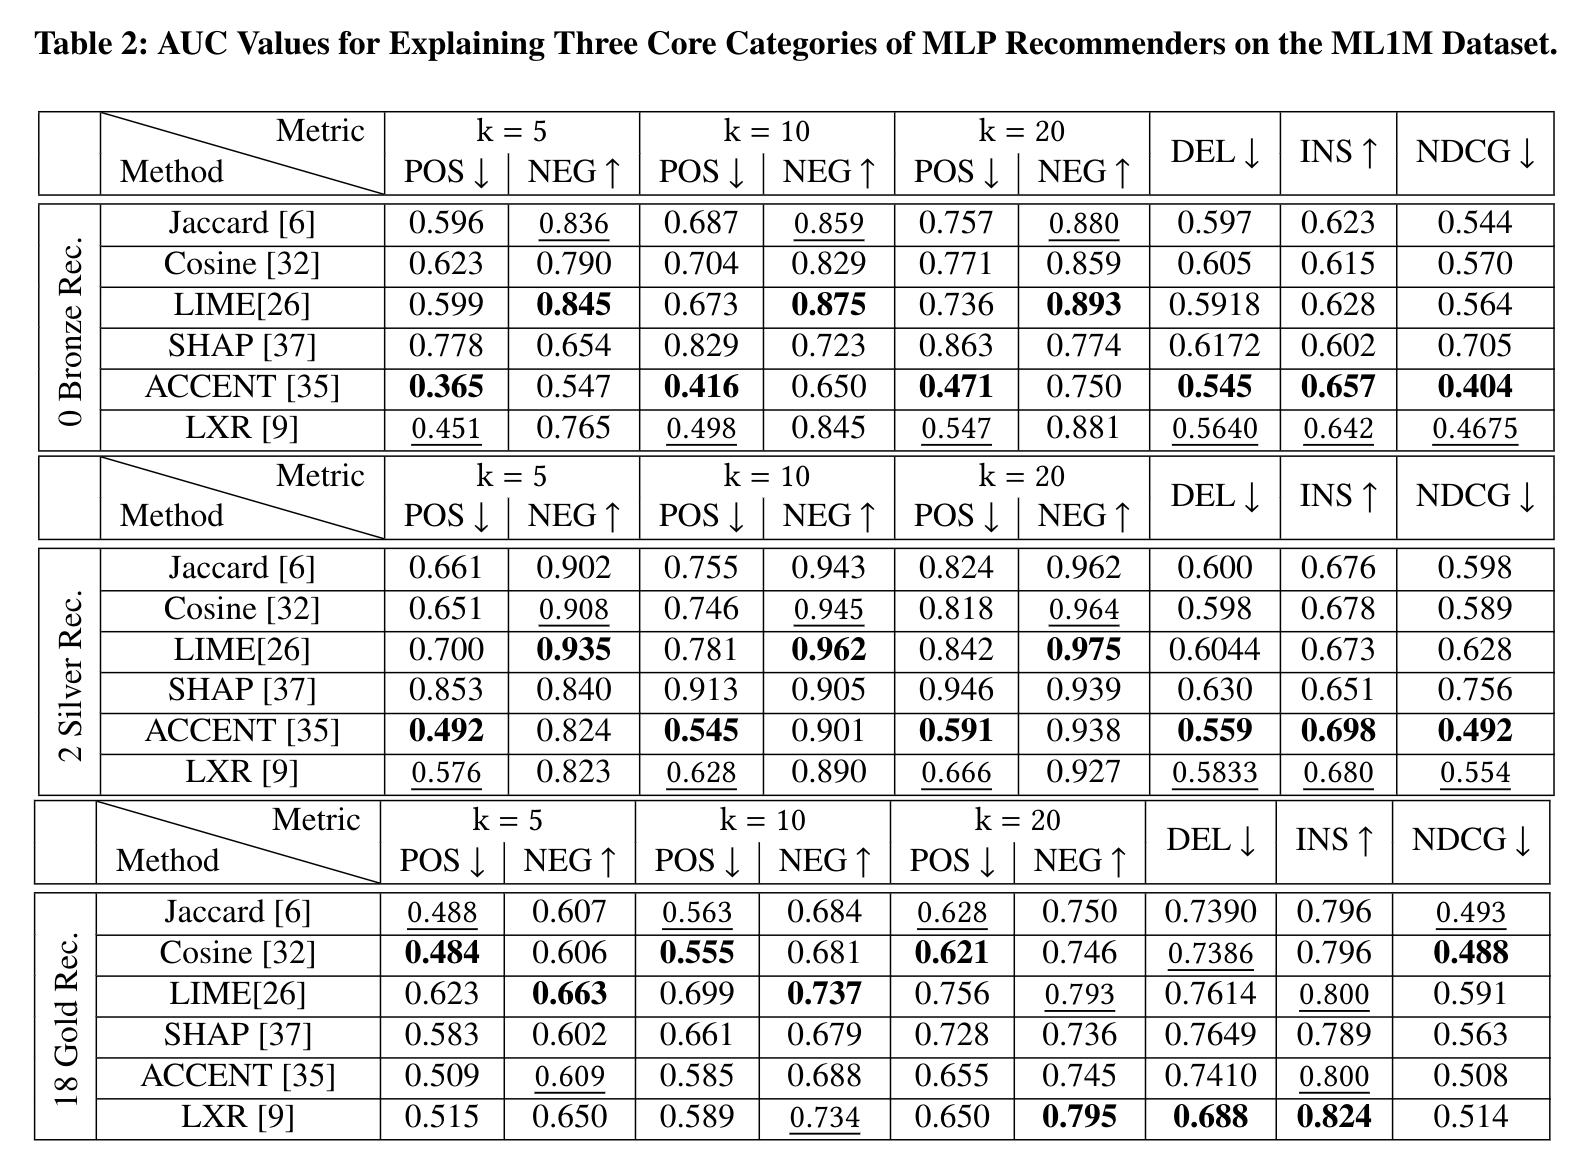 Table 2: AUC Values for Explaining Three Core Categories of MLP Recommenders on the ML1M Dataset.
Metric k = 5 k = 10 k = 20 DEL ↓ INS ↑ NDCG ↓
Method POS ↓ NEG ↑ POS ↓ NEG ↑ POS ↓ NEG ↑
0 Bronze Rec.
Jaccard [6] 0.596 0.836 0.687 0.859 0.757 0.880 0.597 0.623 0.544
Cosine [32] 0.623 0.790 0.704 0.829 0.771 0.859 0.605 0.615 0.570
LIME[26] 0.599 0.845 0.673 0.875 0.736 0.893 0.5918 0.628 0.564
SHAP [37] 0.778 0.654 0.829 0.723 0.863 0.774 0.6172 0.602 0.705
ACCENT [35] 0.365 0.547 0.416 0.650 0.471 0.750 0.545 0.657 0.404
LXR [9] 0.451 0.765 0.498 0.845 0.547 0.881 0.5640 0.642 0.4675
Metric k = 5 k = 10 k = 20 DEL ↓ INS ↑ NDCG ↓
Method POS ↓ NEG ↑ POS ↓ NEG ↑ POS ↓ NEG ↑
2 Silver Rec.
Jaccard [6] 0.661 0.902 0.755 0.943 0.824 0.962 0.600 0.676 0.598
Cosine [32] 0.651 0.908 0.746 0.945 0.818 0.964 0.598 0.678 0.589
LIME[26] 0.700 0.935 0.781 0.962 0.842 0.975 0.6044 0.673 0.628
SHAP [37] 0.853 0.840 0.913 0.905 0.946 0.939 0.630 0.651 0.756
ACCENT [35] 0.492 0.824 0.545 0.901 0.591 0.938 0.559 0.698 0.492
LXR [9] 0.576 0.823 0.628 0.890 0.666 0.927 0.5833 0.680 0.554
Metric k = 5 k = 10 k = 20 DEL ↓ INS ↑ NDCG ↓
Method POS ↓ NEG ↑ POS ↓ NEG ↑ POS ↓ NEG ↑
18 Gold Rec.
Jaccard [6] 0.488 0.607 0.563 0.684 0.628 0.750 0.7390 0.796 0.493
Cosine [32] 0.484 0.606 0.555 0.681 0.621 0.746 0.7386 0.796 0.488
LIME[26] 0.623 0.663 0.699 0.737 0.756 0.793 0.7614 0.800 0.591
SHAP [37] 0.583 0.602 0.661 0.679 0.728 0.736 0.7649 0.789 0.563
ACCENT [35] 0.509 0.609 0.585 0.688 0.655 0.745 0.7410 0.800 0.508
LXR [9] 0.515 0.650 0.589 0.734 0.650 0.795 0.688 0.824 0.514